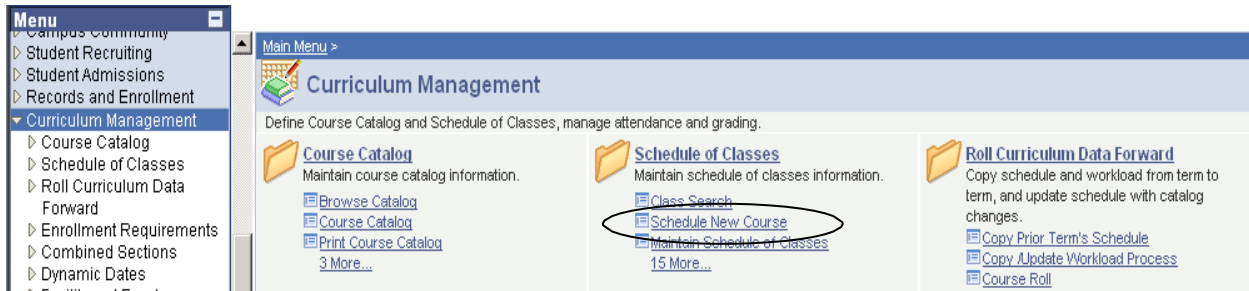 Menu
Campus Community
Student Recruiting
Student Admissions
Records and Enrollment
Curriculum Management
Course Catalog
Schedule of Classes
Roll Curriculum Data
Forward
Enrollment Requirements
Combined Sections
Dynamic Dates
Main Menu >
Curriculum Management
Define Course Catalog and Schedule of Classes, manage attendance and grading.
Course Catalog
Maintain course catalog information.
Browse Catalog
Course Catalog
Print Course Catalog
3 More...
Schedule of Classes
Maintain schedule of classes information.
Class Search
Schedule New Course
Maintain Schedule of Classes
15 More...
Roll Curriculum Data Forward
Copy schedule and workload from term to
term, and update schedule with catalog
changes.
Copy Prior Term's Schedule
Copy /Update Workload Process
Course Roll